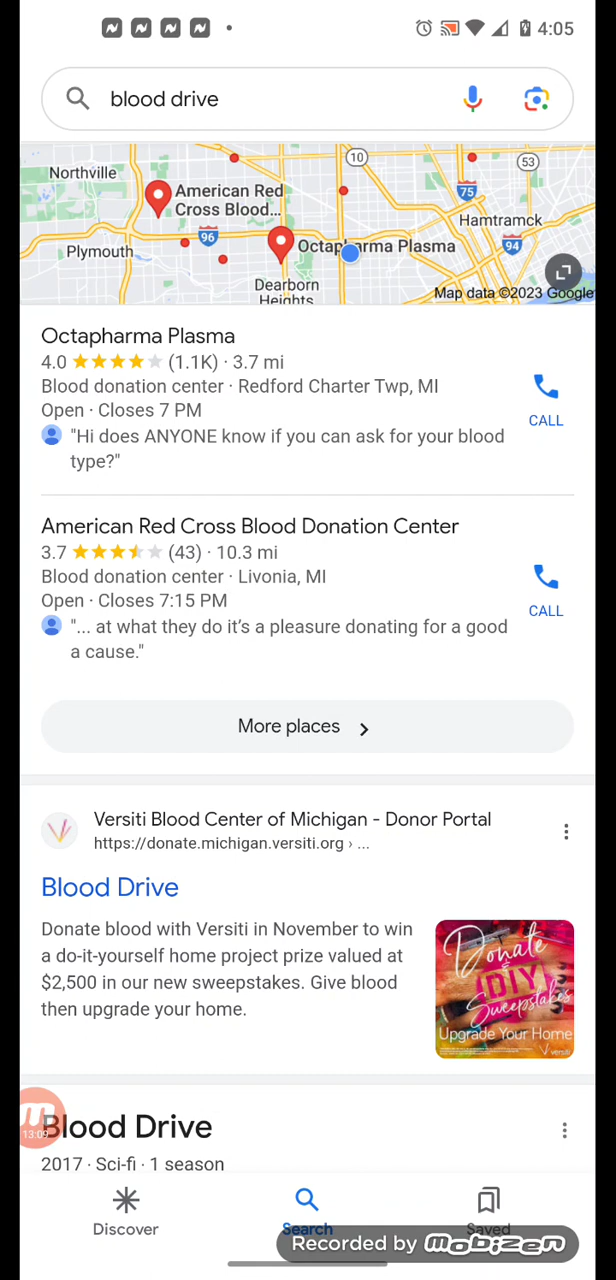 4:05
blood drive
Northville
10
53
American Red
Cross Blood...
75
Hamtramck
96
Octapharma Plasma
94
Plymouth
Dearborn
Heights
Map data ©2023 Google
Octapharma Plasma
4.0 (1.1K) · 3.7 mi
Blood donation center · Redford Charter Twp, MI
Open · Closes 7 PM
CALL
"Hi does ANYONE know if you can ask for your blood
type?"
American Red Cross Blood Donation Center
3.7 (43) · 10.3 mi
Blood donation center · Livonia, MI
Open · Closes 7:15 PM
CALL
"... at what they do it's a pleasure donating for a good
a cause."
More places
Versiti Blood Center of Michigan - Donor Portal
https://donate.michigan.versiti.org › ...
Blood Drive
Donate blood with Versiti in November to win
a do-it-yourself home project prize valued at
$2,500 in our new sweepstakes. Give blood
then upgrade your home.
Donate
DIY
Sweepstakes
Upgrade Your Home
versiti
13:09
Blood Drive
2017 · Sci-fi · 1 season
Discover
Search
Saved
Recorded by mobizen